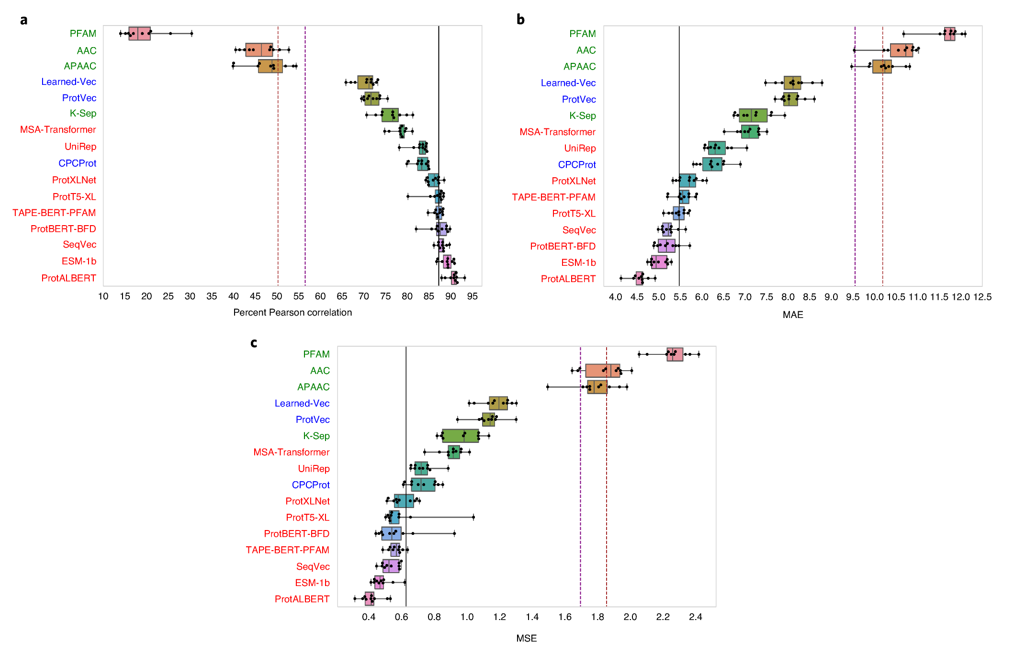 a
PFAM
AAC
APAAC
Learned-Vec
ProtVec
K-Sep
MSA-Transformer
UniRep
CPCProt
ProtXLNet
ProtT5-XL
TAPE-BERT-PFAM
ProtBERT-BFD
SeqVec
ESM-1b
ProtALBERT
10 15 20 25 30 35 40 45 50 55 60 65 70 75 80 85 90 95
Percent Pearson correlation
b
PFAM
AAC
APAAC
Learned-Vec
ProtVec
K-Sep
MSA-Transformer
UniRep
CPCProt
ProtXLNet
TAPE-BERT-PFAM
ProtT5-XL
SeqVec
ProtBERT-BFD
ESM-1b
ProtALBERT
4.0 4.5 5.0 5.5 6.0 6.5 7.0 7.5 8.0 8.5 9.0 9.5 10.0 10.5 11.0 11.5 12.0 12.5
MAE
c
PFAM
AAC
APAAC
Learned-Vec
ProtVec
K-Sep
MSA-Transformer
UniRep
CPCProt
ProtXLNet
ProtT5-XL
ProtBERT-BFD
TAPE-BERT-PFAM
SeqVec
ESM-1b
ProtALBERT
0.4 0.6 0.8 1.0 1.2 1.4 1.6 1.8 2.0 2.2 2.4
MSE